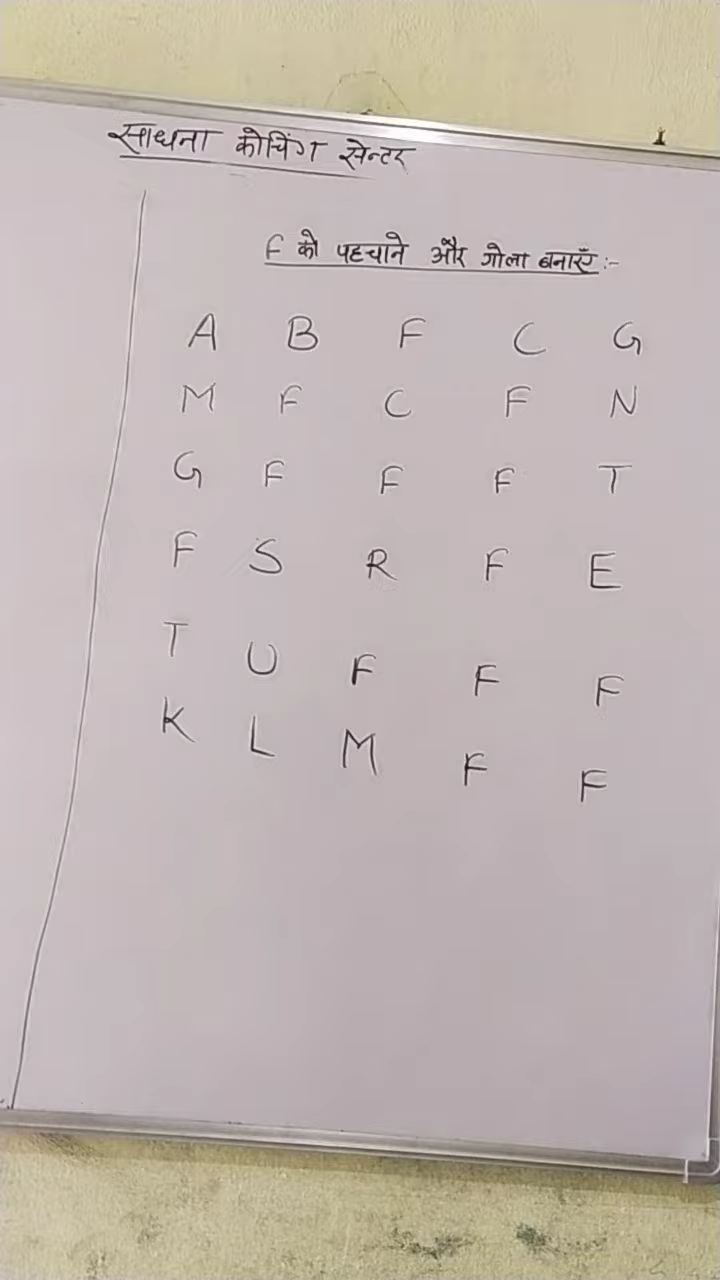 साधना कोचिंग सेन्टर
F को पहचाने और गोला बनाएँ :-
A B F C G
M F C F N
G F F F T
F S R F E
T U F F F
K L M F F